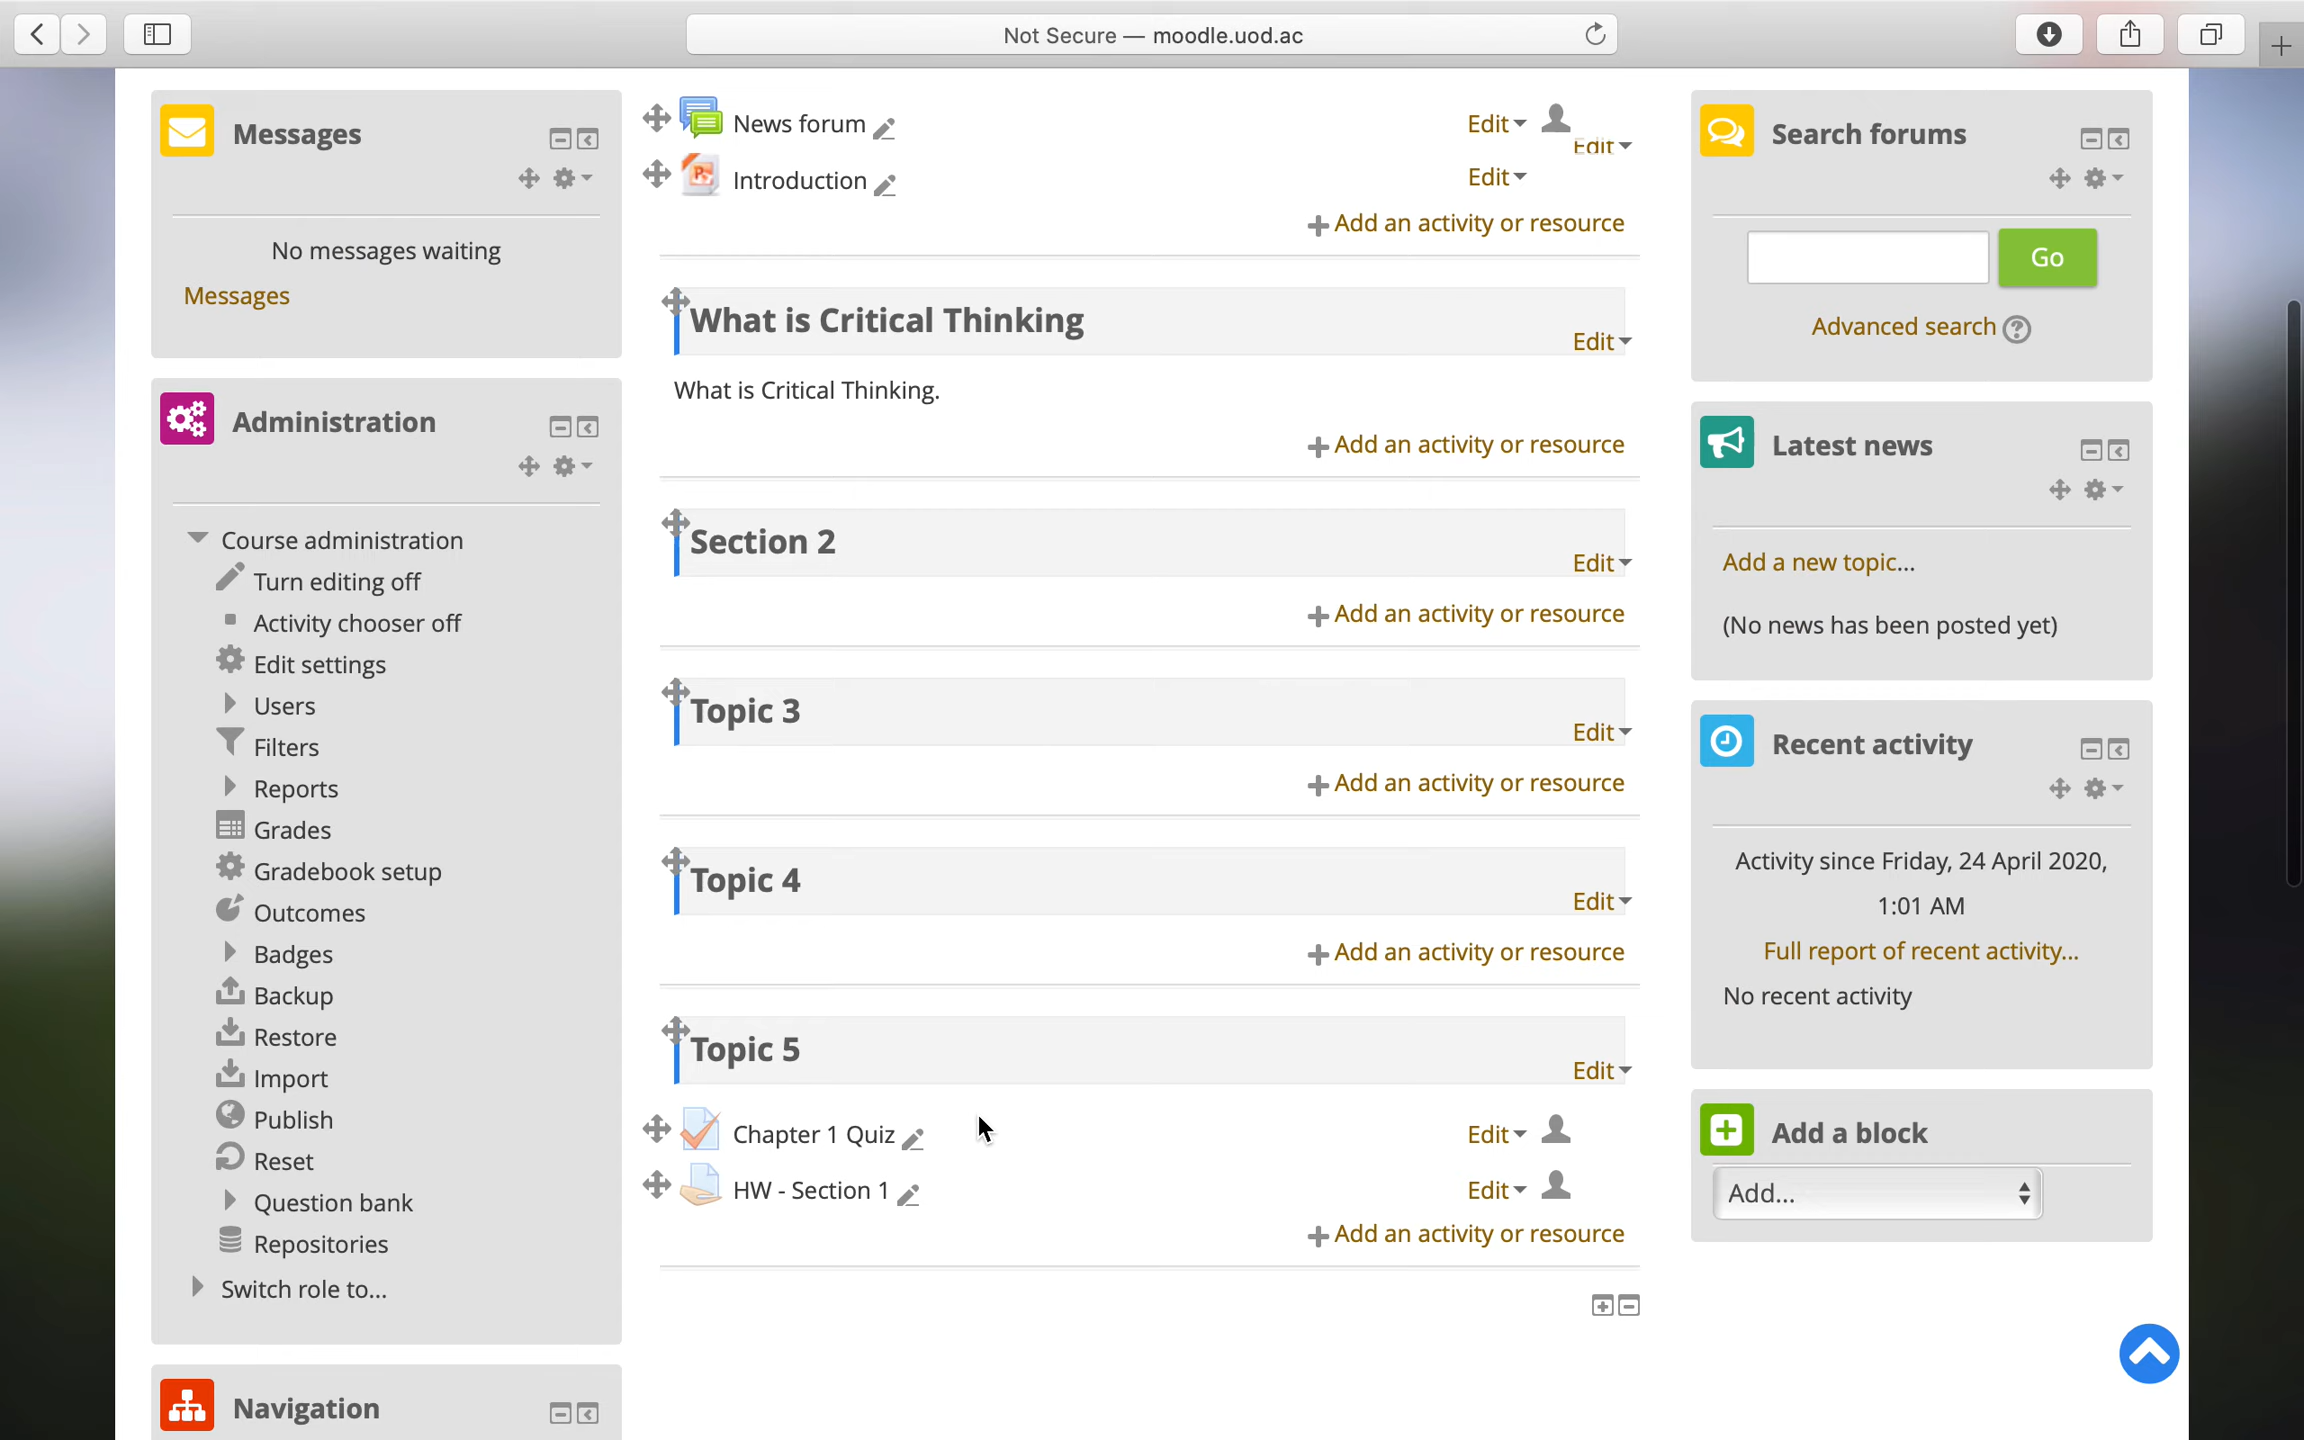 Not Secure — moodle.uod.ac
Messages
No messages waiting
Messages
Administration
Course administration
Turn editing off
Activity chooser off
Edit settings
Users
Filters
Reports
Grades
Gradebook setup
Outcomes
Badges
Backup
Restore
Import
Publish
Reset
Question bank
Repositories
Switch role to...
Navigation
News forum Edit
Edit
Introduction Edit
Add an activity or resource
What is Critical Thinking
Edit
What is Critical Thinking.
Add an activity or resource
Section 2
Edit
Add an activity or resource
Topic 3
Edit
Add an activity or resource
Topic 4
Edit
Add an activity or resource
Topic 5
Edit
Chapter 1 Quiz Edit
HW - Section 1 Edit
Add an activity or resource
Search forums
Go
Advanced search ?
Latest news
Add a new topic...
(No news has been posted yet)
Recent activity
Activity since Friday, 24 April 2020,
1:01 AM
Full report of recent activity...
No recent activity
Add a block
Add...